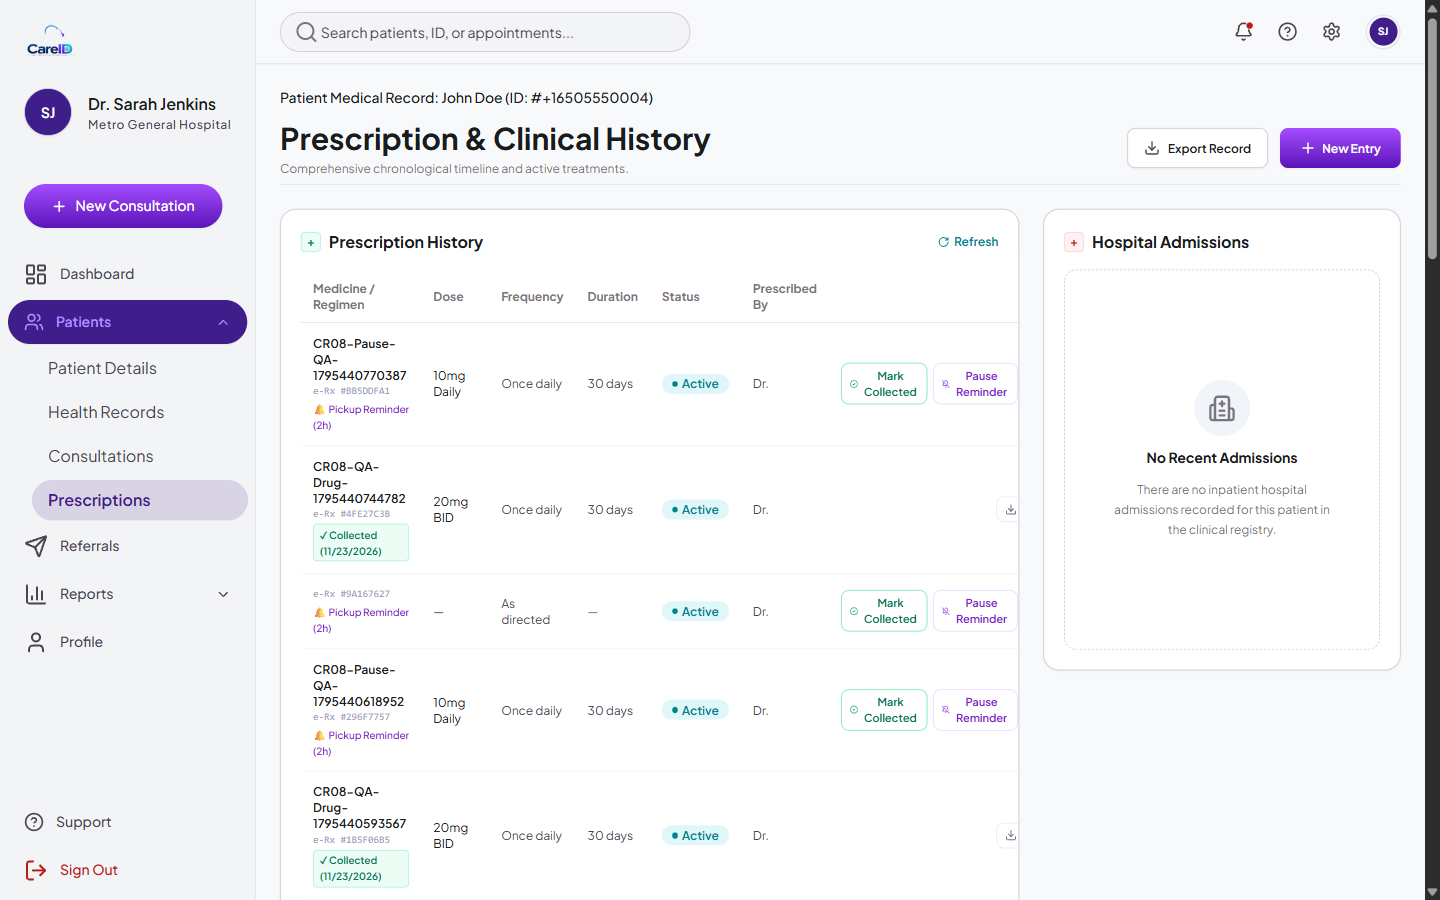 CareID
SJ
Dr. Sarah Jenkins
Metro General Hospital
+ New Consultation
Dashboard
Patients
Patient Details
Health Records
Consultations
Prescriptions
Referrals
Reports
Profile
Support
Sign Out
Search patients, ID, or appointments...
SJ
Patient Medical Record: John Doe (ID: #+16505550004)
Prescription & Clinical History
Comprehensive chronological timeline and active treatments.
Export Record
+ New Entry
+ Prescription History
Refresh
Medicine /
Regimen
Dose
Frequency
Duration
Status
Prescribed
By
CR08-Pause-
QA-
1795440770387
e-Rx #8B5DDFA1
Pickup Reminder
(2h)
10mg
Daily
Once daily
30 days
Active
Dr.
Mark
Collected
Pause
Reminder
CR08-QA-
Drug-
1795440744782
e-Rx #4FE27C3B
✓ Collected
(11/23/2026)
20mg
BID
Once daily
30 days
Active
Dr.
e-Rx #9A167627
Pickup Reminder
(2h)
—
As
directed
—
Active
Dr.
Mark
Collected
Pause
Reminder
CR08-Pause-
QA-
1795440618952
e-Rx #296F7757
Pickup Reminder
(2h)
10mg
Daily
Once daily
30 days
Active
Dr.
Mark
Collected
Pause
Reminder
CR08-QA-
Drug-
1795440593567
e-Rx #1B5F06B5
✓ Collected
(11/23/2026)
20mg
BID
Once daily
30 days
Active
Dr.
+ Hospital Admissions
No Recent Admissions
There are no inpatient hospital
admissions recorded for this patient in
the clinical registry.